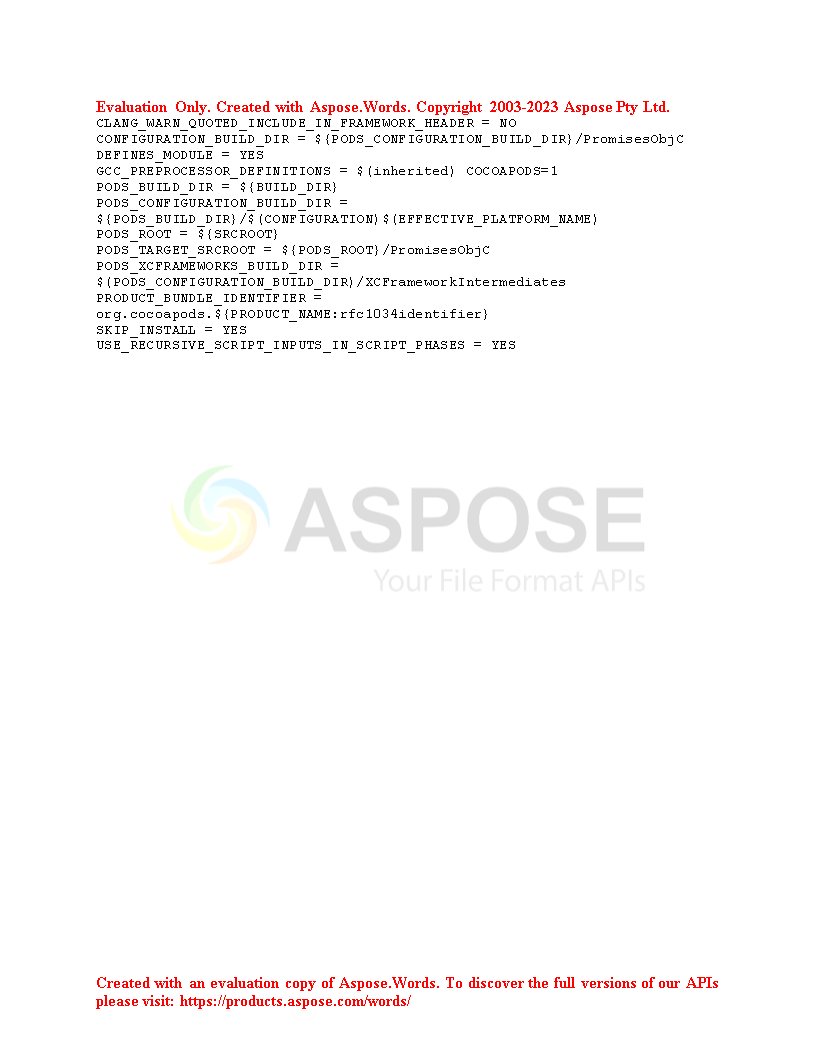 Evaluation Only. Created with Aspose.Words. Copyright 2003-2023 Aspose Pty Ltd.
CLANG_WARN_QUOTED_INCLUDE_IN_FRAMEWORK_HEADER = NO
CONFIGURATION_BUILD_DIR = ${PODS_CONFIGURATION_BUILD_DIR}/PromisesObjC
DEFINES_MODULE = YES
GCC_PREPROCESSOR_DEFINITIONS = $(inherited) COCOAPODS=1
PODS_BUILD_DIR = ${BUILD_DIR}
PODS_CONFIGURATION_BUILD_DIR =
${PODS_BUILD_DIR}/$(CONFIGURATION)$(EFFECTIVE_PLATFORM_NAME)
PODS_ROOT = ${SRCROOT}
PODS_TARGET_SRCROOT = ${PODS_ROOT}/PromisesObjC
PODS_XCFRAMEWORKS_BUILD_DIR =
$(PODS_CONFIGURATION_BUILD_DIR)/XCFrameworkIntermediates
PRODUCT_BUNDLE_IDENTIFIER =
org.cocoapods.${PRODUCT_NAME:rfc1034identifier}
SKIP_INSTALL = YES
USE_RECURSIVE_SCRIPT_INPUTS_IN_SCRIPT_PHASES = YES
ASPOSE
Your File Format APIs
Created with an evaluation copy of Aspose.Words. To discover the full versions of our APIs
please visit: https://products.aspose.com/words/